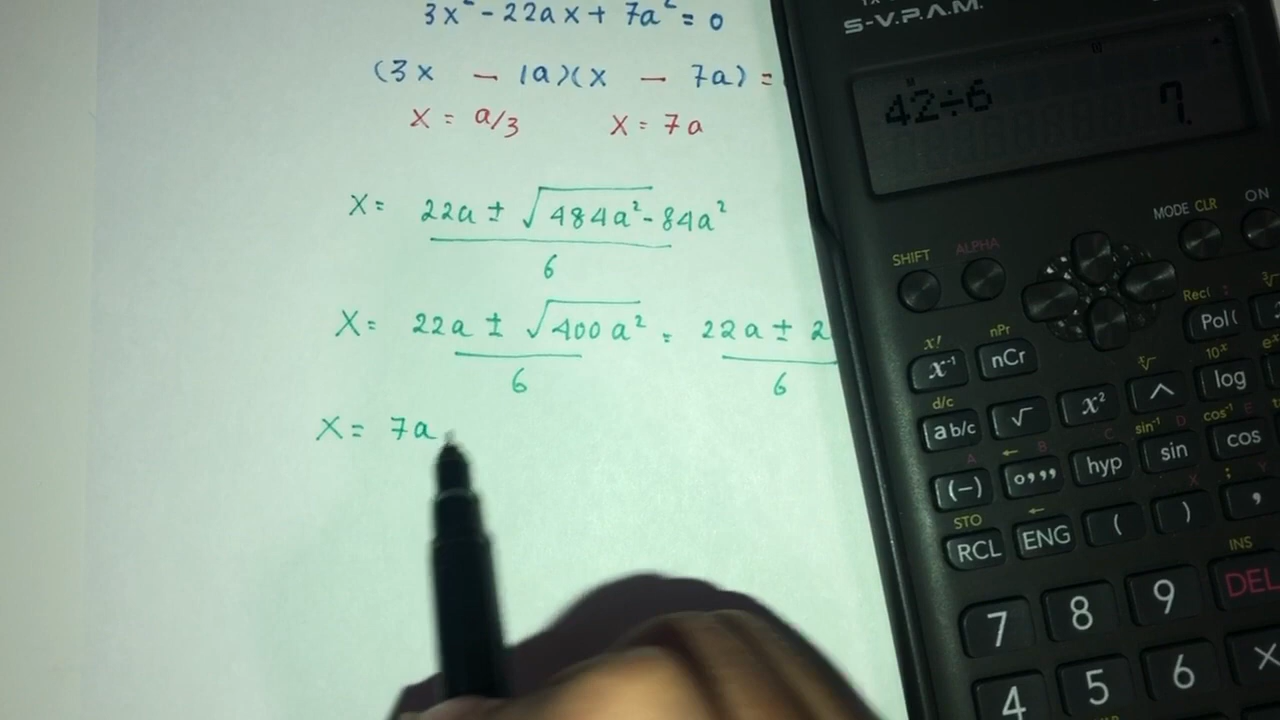 3x² - 22ax + 7a² = 0
(3x - 1a)(x - 7a) =
x = a/3 x = 7a
x = 22a ± √484a² - 84a²
6
x = 22a ± √400a² = 22a ± 2
6 6
x = 7a
S-V.P.A.M.
42÷6
7.
MODE CLR ON
SHIFT ALPHA
Rec( :
x! nPr Pol(
x⁻¹ nCr
d/c 10ˣ
ab/c √ x² ^ log
sin⁻¹ D cos⁻¹ E
A ← B C
(-) o,,, hyp sin cos
STO ← X ; Y
RCL ENG ( ) ,
INS
7 8 9 DEL
4 5 6 X